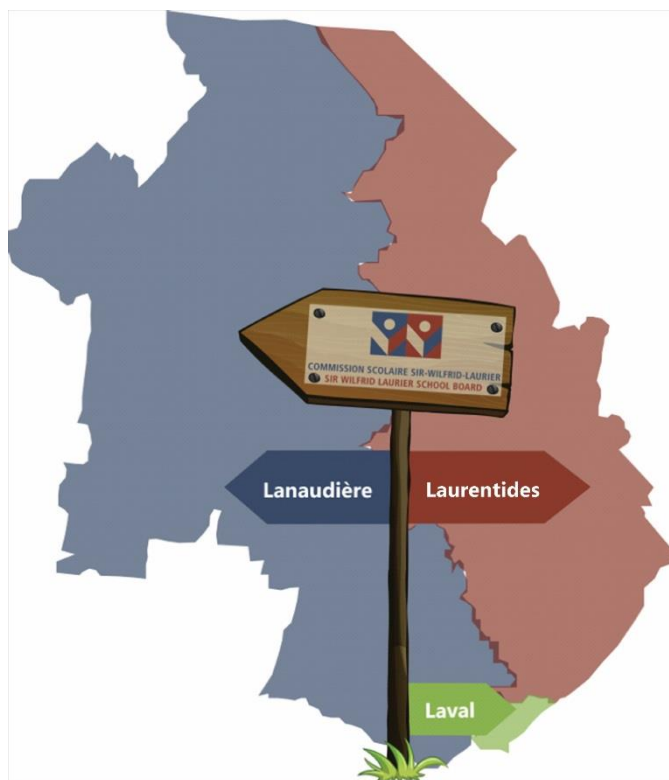 COMMISSION SCOLAIRE SIR-WILFRID-LAURIER
SIR WILFRID LAURIER SCHOOL BOARD
Lanaudière
Laurentides
Laval